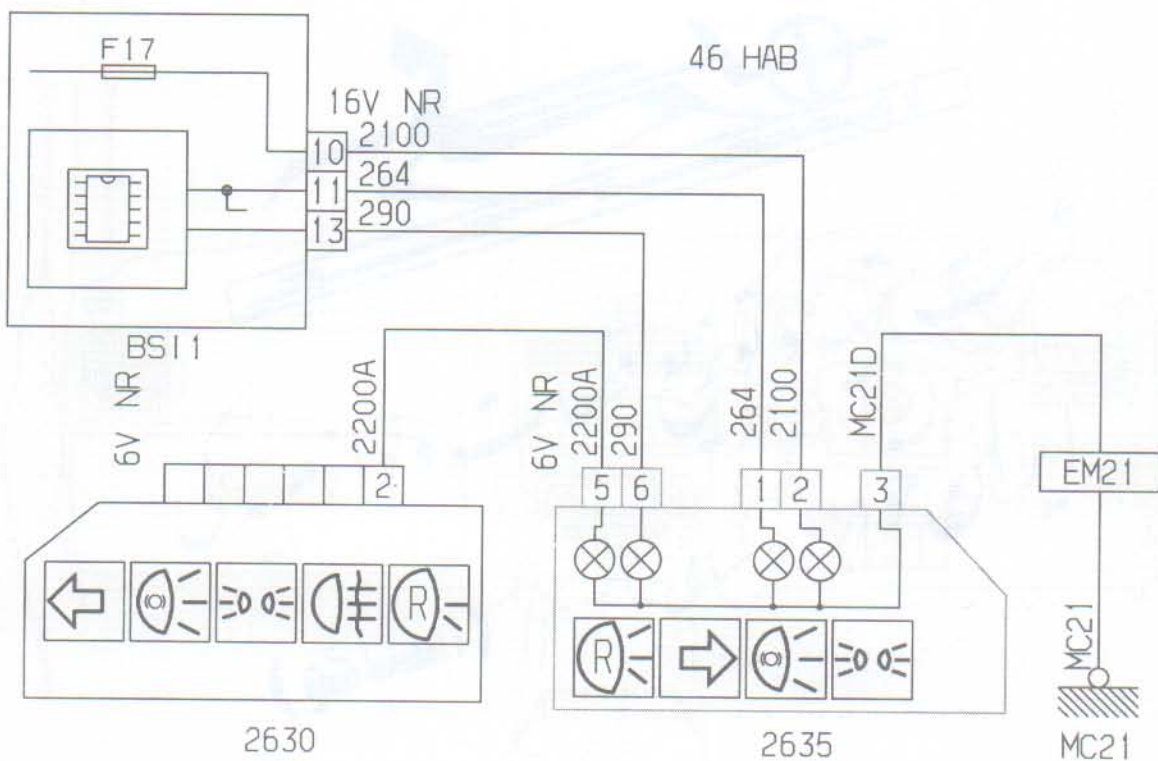 F17
46 HAB
16V NR
10 2100
11 264
13 290
BSI1
6V NR
2200A
6V NR
2200A
290
264
2100
MC21D
2
5 6 1 2 3
EM21
R
R
MC21
2630
2635
MC21